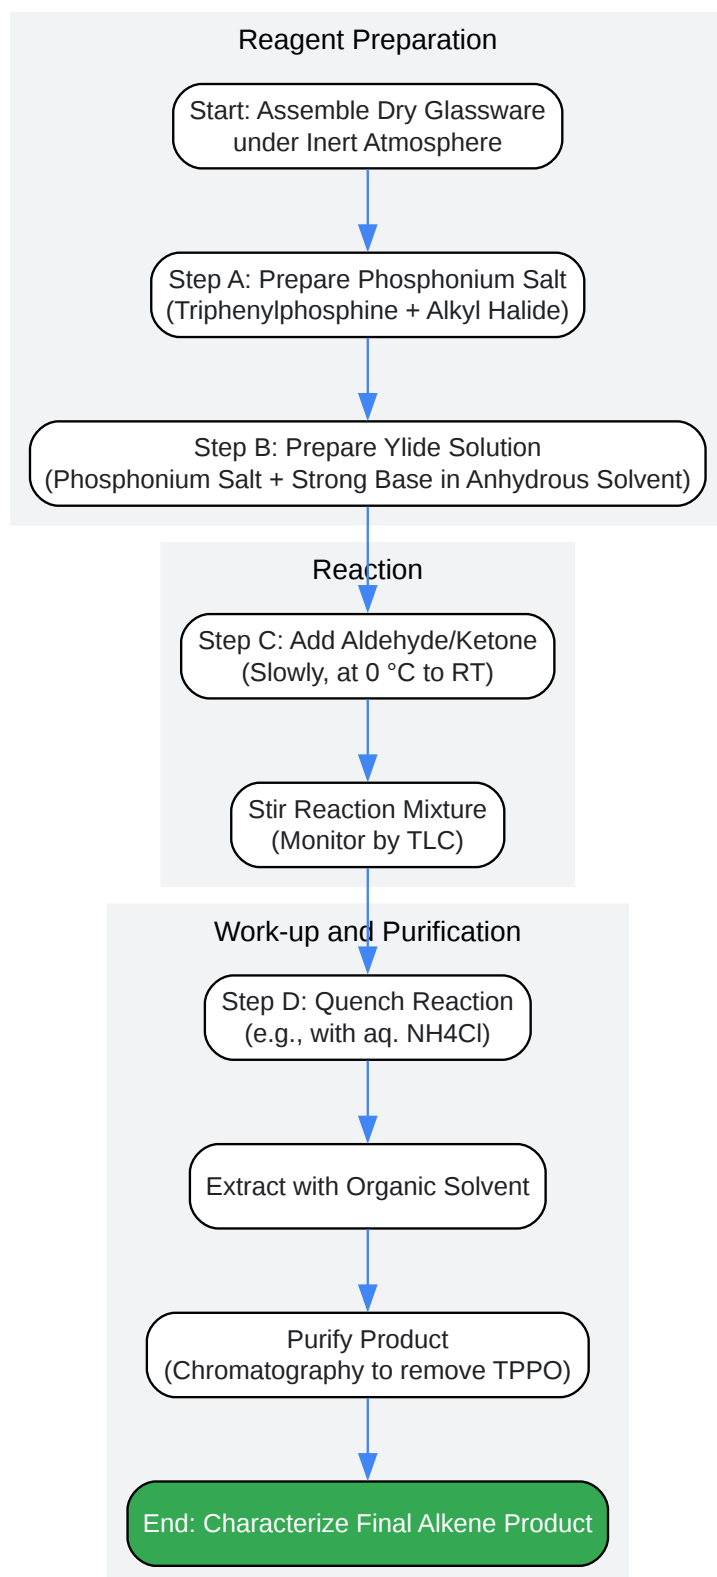 Reagent Preparation
Start: Assemble Dry Glassware
under Inert Atmosphere
Step A: Prepare Phosphonium Salt
(Triphenylphosphine + Alkyl Halide)
Step B: Prepare Ylide Solution
(Phosphonium Salt + Strong Base in Anhydrous Solvent)
Reaction
Step C: Add Aldehyde/Ketone
(Slowly, at 0 °C to RT)
Stir Reaction Mixture
(Monitor by TLC)
Work-up and Purification
Step D: Quench Reaction
(e.g., with aq. NH4Cl)
Extract with Organic Solvent
Purify Product
(Chromatography to remove TPPO)
End: Characterize Final Alkene Product